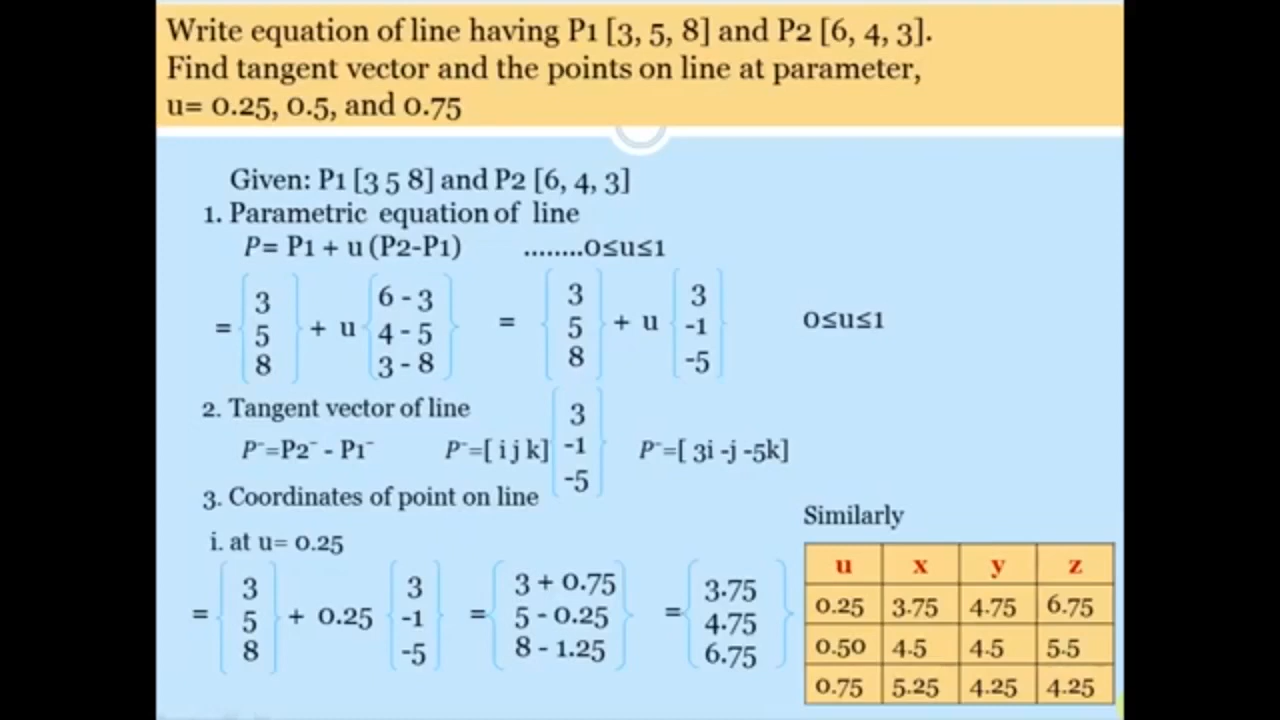 Write equation of line having P1 [3, 5, 8] and P2 [6, 4, 3].
Find tangent vector and the points on line at parameter,
u= 0.25, 0.5, and 0.75
Given: P1 [3 5 8] and P2 [6, 4, 3]
1. Parametric equation of line
P= P1 + u (P2-P1) ........0≤u≤1
3 6 - 3 3 3
= 5 + u 4 - 5 = 5 + u -1 0≤u≤1
8 3 - 8 8 -5
2. Tangent vector of line 3
P⁻=P2⁻ - P1⁻ P⁻=[ i j k] -1 P⁻=[ 3i -j -5k]
-5
3. Coordinates of point on line
i. at u= 0.25
3 3 3 + 0.75 3.75
= 5 + 0.25 -1 = 5 - 0.25 = 4.75
8 -5 8 - 1.25 6.75
Similarly
u x y z
0.25 3.75 4.75 6.75
0.50 4.5 4.5 5.5
0.75 5.25 4.25 4.25